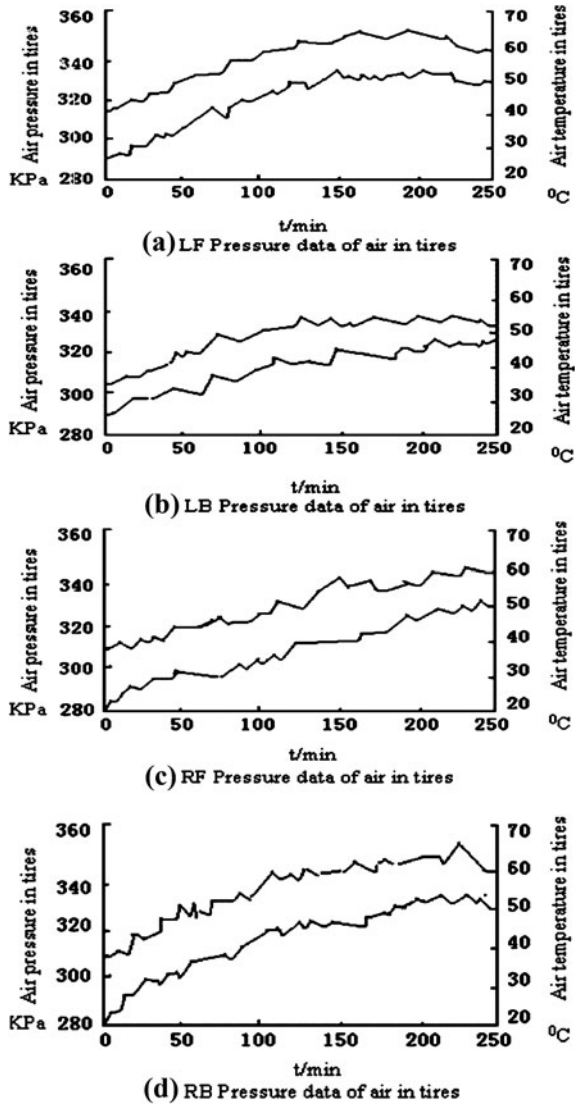 360
340
320
300
KPa 280
Air pressure in tires
70
60
50
40
30
20
⁰C
Air temperature in tires
0 50 100 150 200 250
t/min
(a) LF Pressure data of air in tires
360
340
320
300
KPa 280
Air pressure in tires
70
60
50
40
30
20
⁰C
Air temperature in tires
0 50 100 150 200 250
t/min
(b) LB Pressure data of air in tires
360
340
320
300
KPa 280
Air pressure in tires
70
60
50
40
30
20
⁰C
Air temperature in tires
0 50 100 150 200 250
t/min
(c) RF Pressure data of air in tires
360
340
320
300
KPa 280
Air pressure in tires
70
60
50
40
30
20
⁰C
Air temperature in tires
0 50 100 150 200 250
t/min
(d) RB Pressure data of air in tires